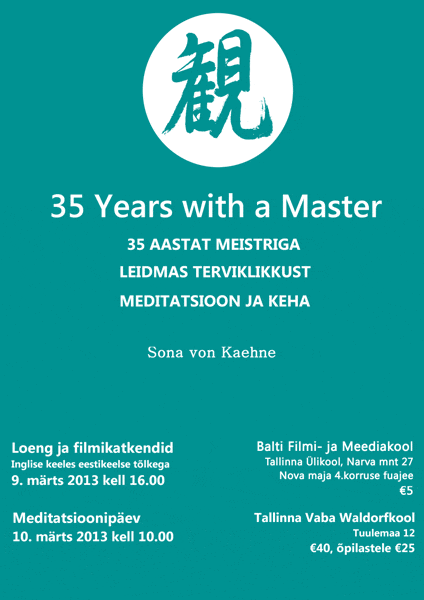 観
35 Years with a Master
35 AASTAT MEISTRIGA
LEIDMAS TERVIKLIKKUST
MEDITATSIOON JA KEHA
Sona von Kaehne
Loeng ja filmikatkendid
Inglise keeles eestikeelse tõlkega
9. märts 2013 kell 16.00
Balti Filmi- ja Meediakool
Tallinna Ülikool, Narva mnt 27
Nova maja 4.korruse fuajee
€5
Meditatsioonipäev
10. märts 2013 kell 10.00
Tallinna Vaba Waldorfkool
Tuulemaa 12
€40, õpilastele €25